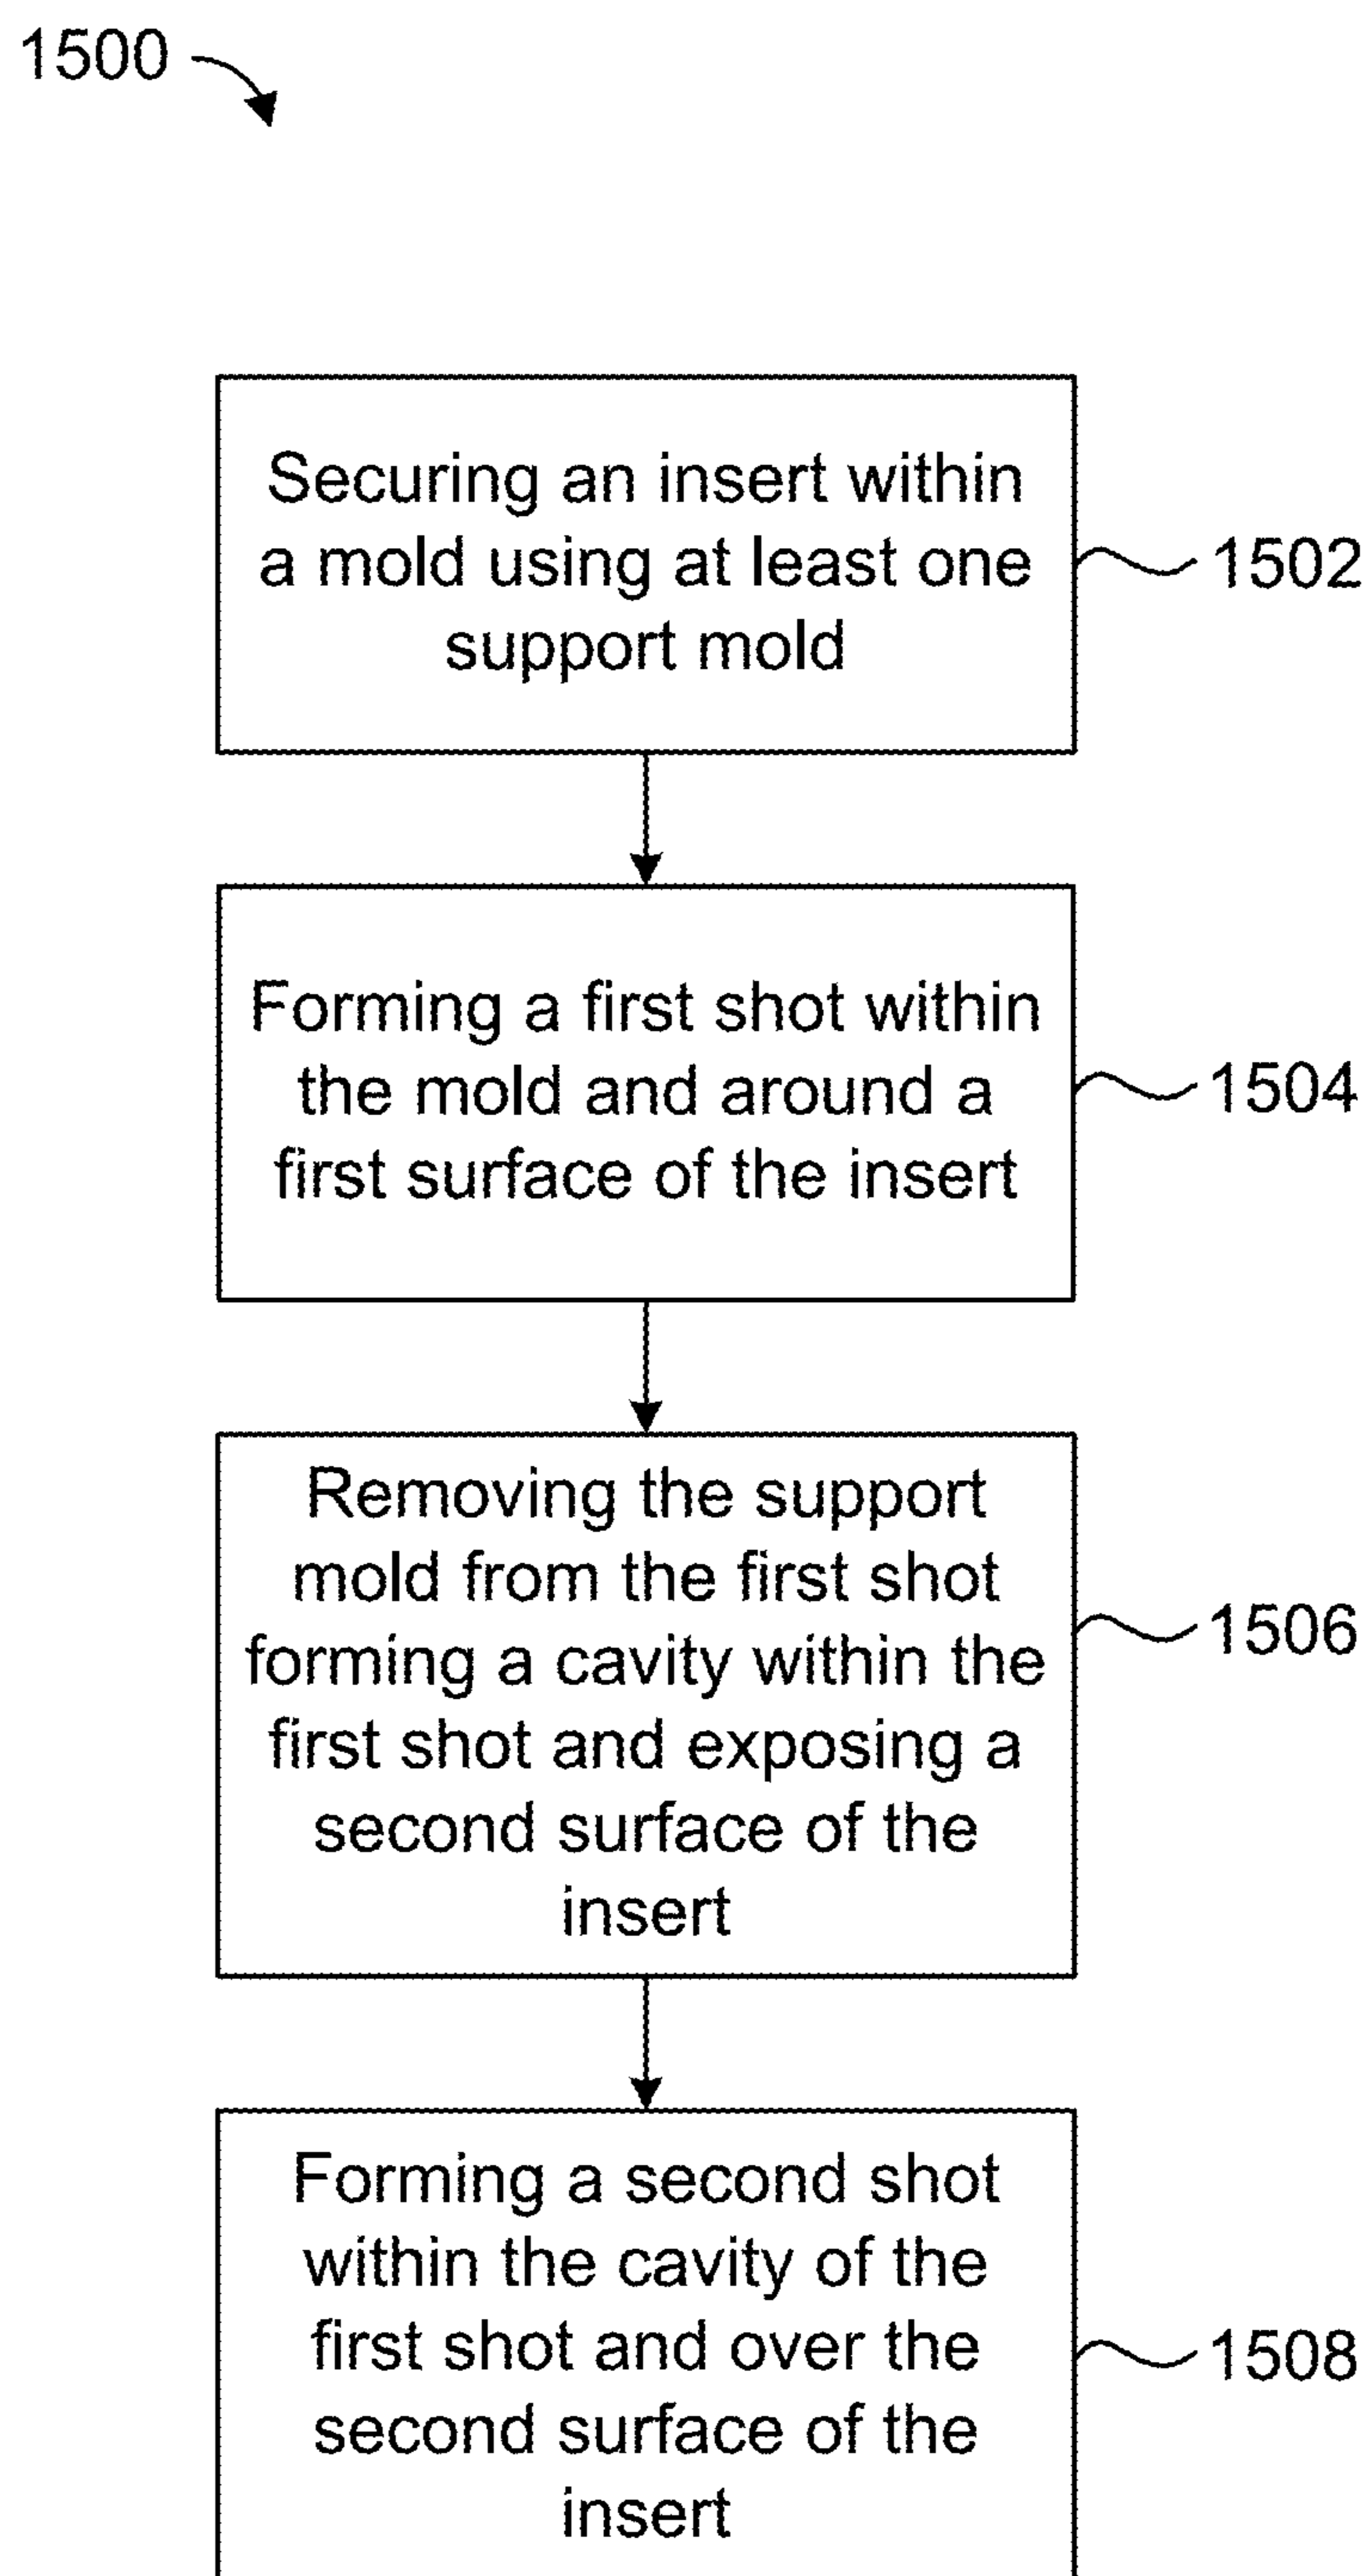 1500
Securing an insert within
a mold using at least one
support mold
1502
Forming a first shot within
the mold and around a
first surface of the insert
1504
Removing the support
mold from the first shot
forming a cavity within the
first shot and exposing a
second surface of the
insert
1506
Forming a second shot
within the cavity of the
first shot and over the
second surface of the
insert
1508